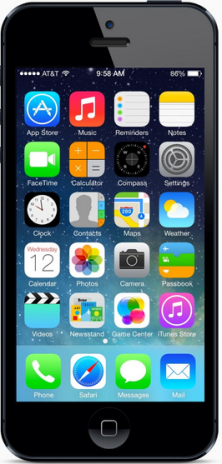 AT&T 9:58 AM 86%
App Store Music Reminders Notes
FaceTime Calculator Compass Settings
Clock Contacts Maps Weather
280
Wednesday
12
Calendar Photos Camera Passbook
Videos Newsstand Game Center iTunes Store
Phone Safari Messages Mail